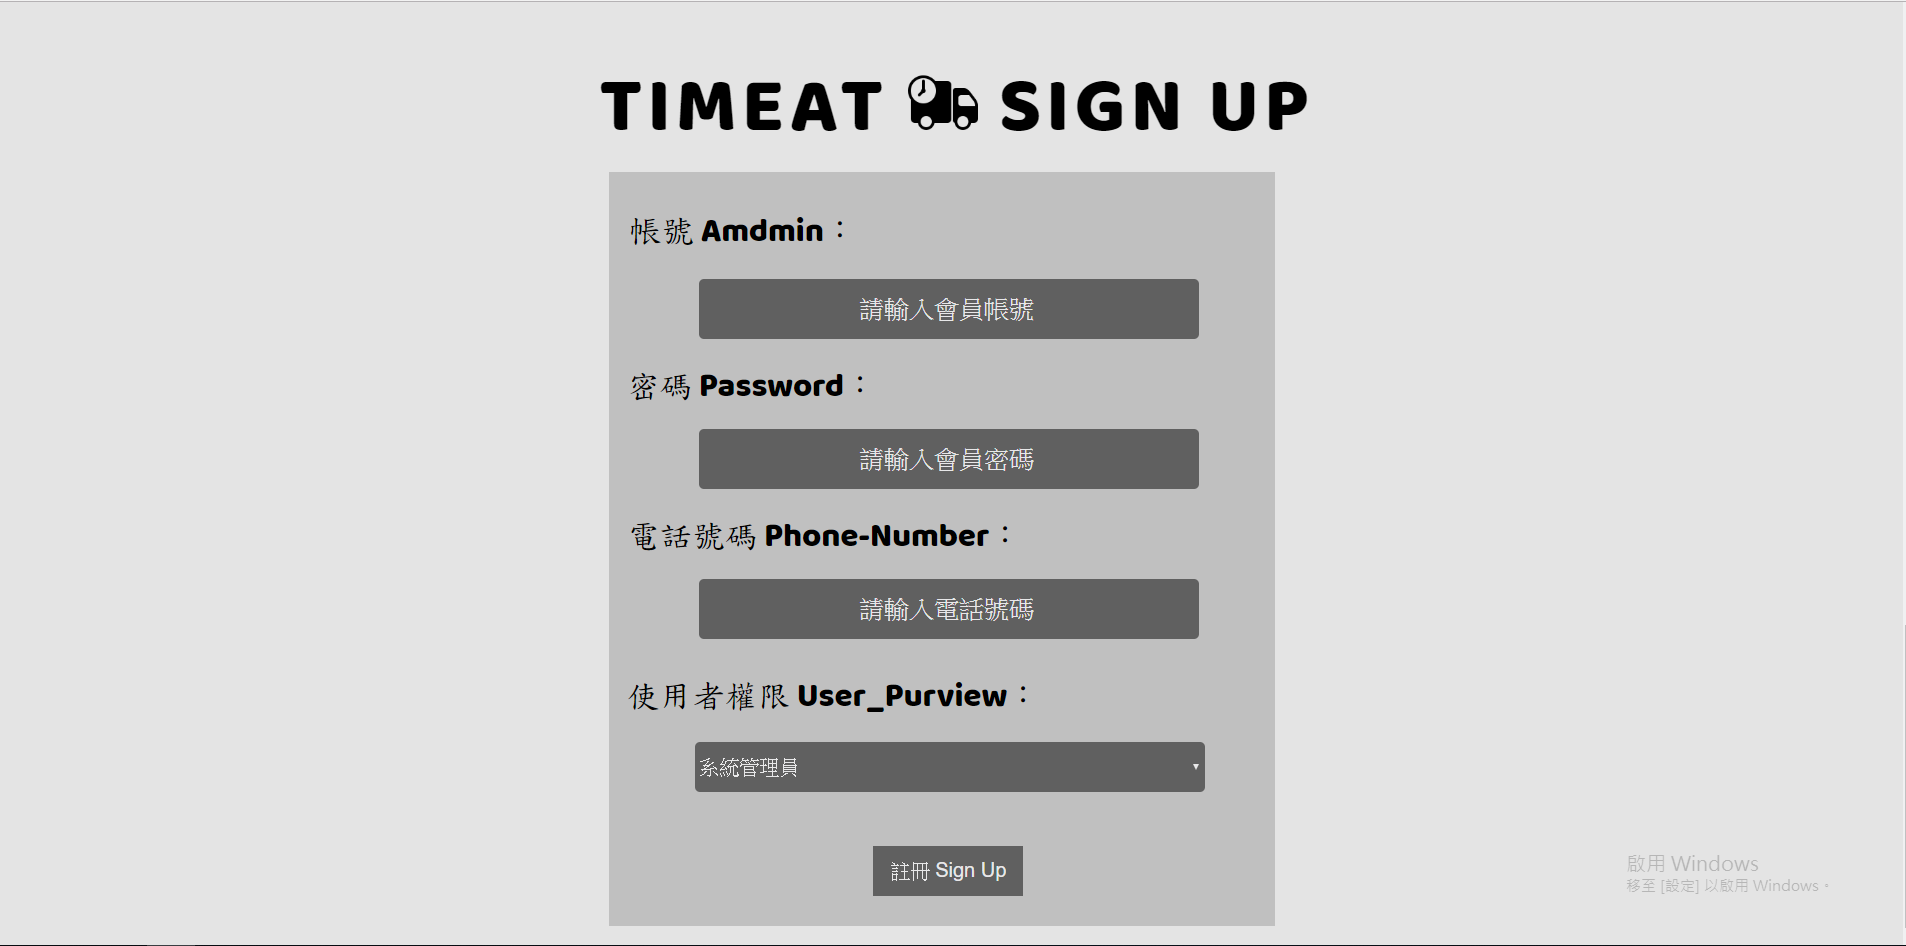 TIMEAT SIGN UP
帳號 Amdmin：
請輸入會員帳號
密碼 Password：
請輸入會員密碼
電話號碼 Phone-Number：
請輸入電話號碼
使用者權限 User_Purview：
系統管理員
註冊 Sign Up
啟用 Windows
移至 [設定] 以啟用 Windows。